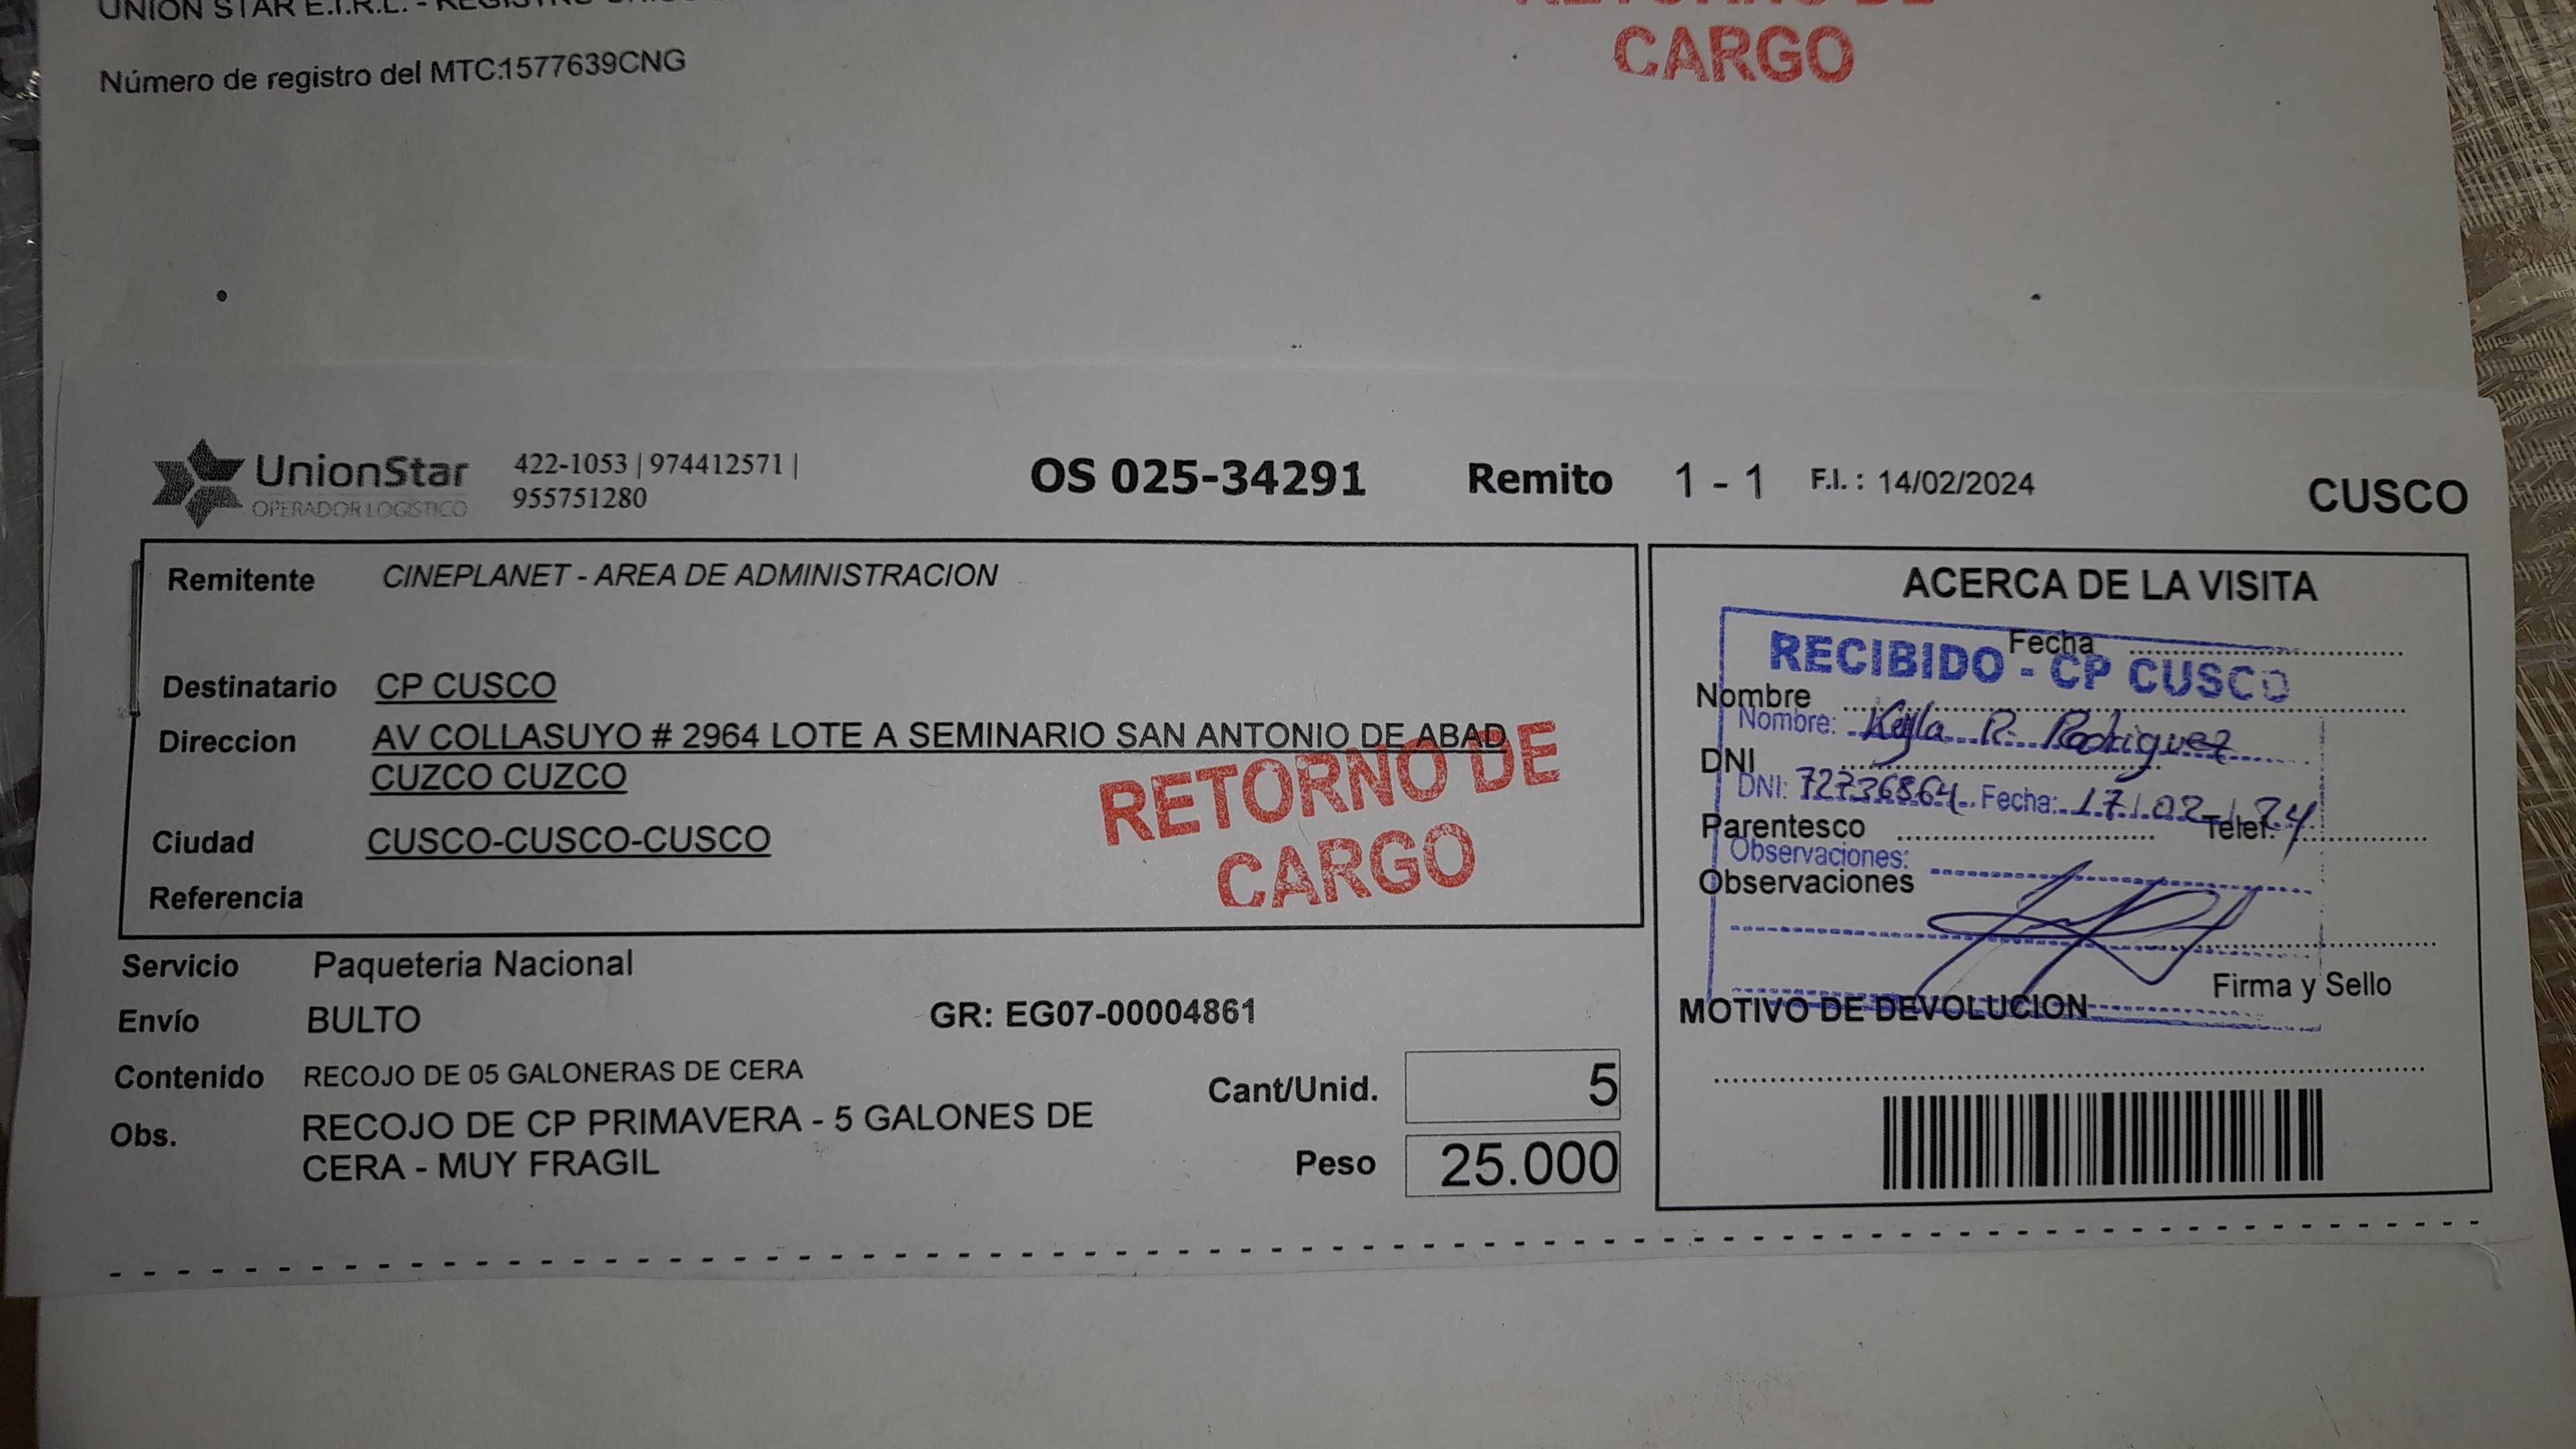 UNION STAR E.I.R.L. - REGISTRO
Número de registro del MTC:1577639CNG
RETORNO DE
CARGO
UnionStar
OPERADOR LOGISTICO
422-1053 | 974412571 |
955751280
OS 025-34291 Remito 1 - 1 F.I. : 14/02/2024
CUSCO
Remitente CINEPLANET - AREA DE ADMINISTRACION
Destinatario CP CUSCO
Direccion AV COLLASUYO # 2964 LOTE A SEMINARIO SAN ANTONIO DE ABAD
CUZCO CUZCO
Ciudad CUSCO-CUSCO-CUSCO
Referencia
RETORNO DE
CARGO
Servicio Paqueteria Nacional
Envío BULTO GR: EG07-00004861
Contenido RECOJO DE 05 GALONERAS DE CERA
Cant/Unid. 5
Obs. RECOJO DE CP PRIMAVERA - 5 GALONES DE
CERA - MUY FRAGIL
Peso 25.000
ACERCA DE LA VISITA
Fecha
RECIBIDO - CP CUSCO
Nombre
Nombre: Keyla R. Rodriguez
DNI
DNI: 72736864 Fecha: 17/02/24
Parentesco Telef.
Observaciones:
Observaciones
Firma y Sello
MOTIVO DE DEVOLUCION